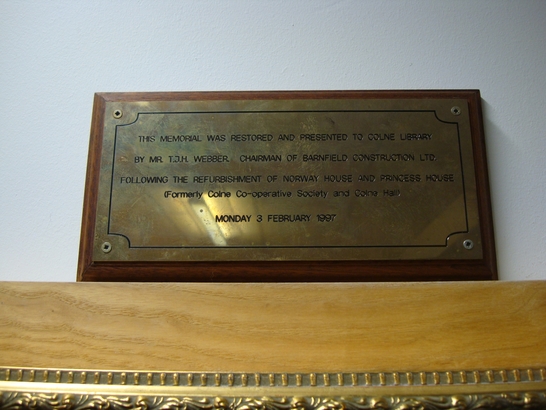 THIS MEMORIAL WAS RESTORED AND PRESENTED TO COLNE LIBRARY
BY MR. T.J.H. WEBBER, CHAIRMAN OF BARNFIELD CONSTRUCTION LTD.
FOLLOWING THE REFURBISHMENT OF NORWAY HOUSE AND PRINCESS HOUSE
(Formerly Colne Co-operative Society and Colne Hall)
MONDAY 3 FEBRUARY 1997